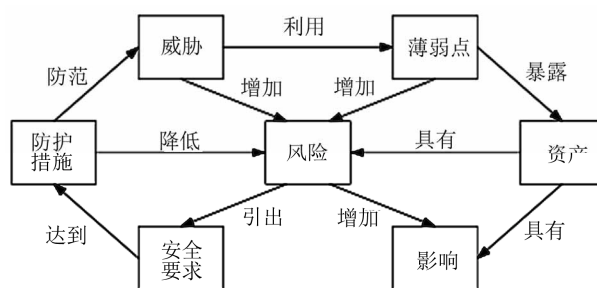 利用
威胁
薄弱点
防范
增加
增加
暴露
防护
措施
降低
风险
具有
资产
达到
引出
增加
具有
安全
要求
影响